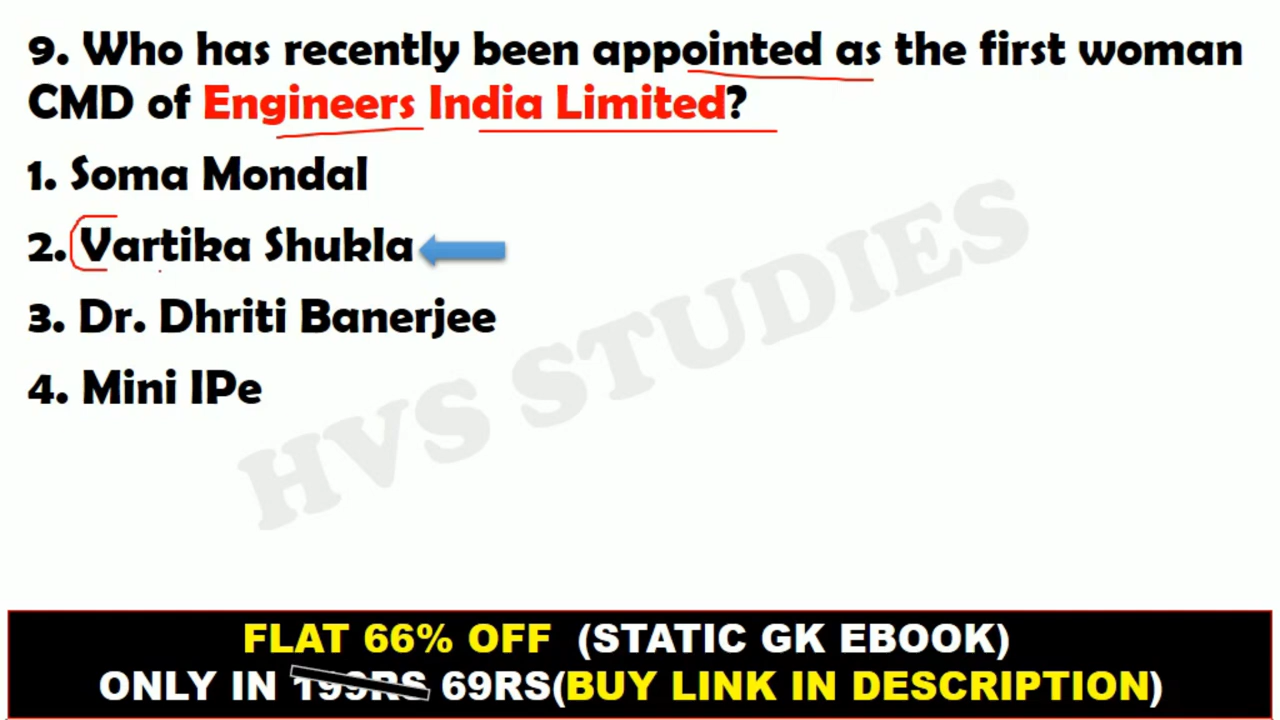 9. Who has recently been appointed as the first woman
CMD of Engineers India Limited?
1. Soma Mondal
2. Vartika Shukla
3. Dr. Dhriti Banerjee
4. Mini IPe
HVS STUDIES
FLAT 66% OFF (STATIC GK EBOOK)
ONLY IN 199RS 69RS(BUY LINK IN DESCRIPTION)